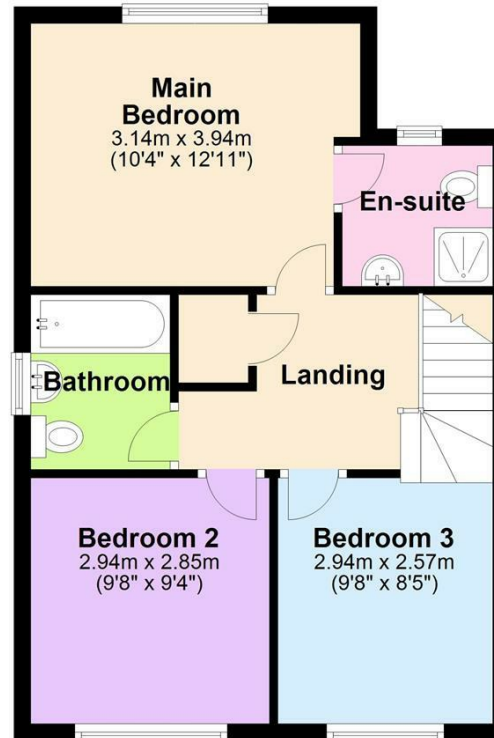 Main
Bedroom
3.14m x 3.94m
(10'4" x 12'11")
En-suite
Bathroom
Landing
Bedroom 2
2.94m x 2.85m
(9'8" x 9'4")
Bedroom 3
2.94m x 2.57m
(9'8" x 8'5")